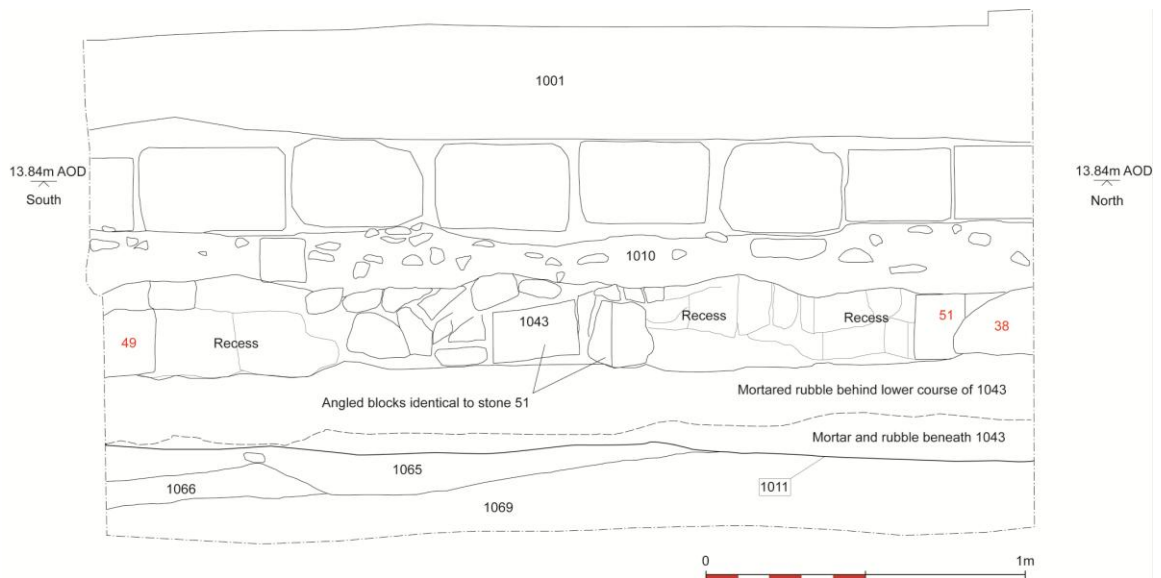 1001
13.84m AOD
South
13.84m AOD
North
1010
49
Recess
1043
Recess
Recess
51
38
Angled blocks identical to stone 51
Mortared rubble behind lower course of 1043
Mortar and rubble beneath 1043
1065
1066
1011
1069
0
1m